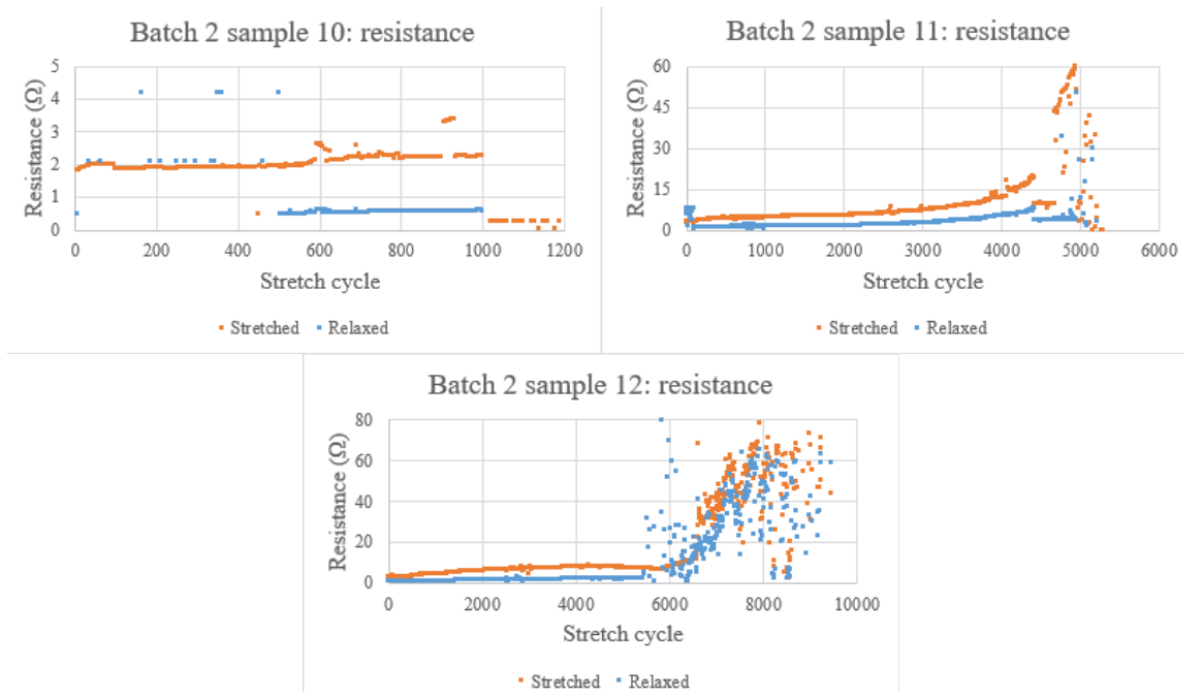 Batch 2 sample 10: resistance
5
4
3
2
1
0
Resistance (Ω)
0 200 400 600 800 1000 1200
Stretch cycle
Stretched Relaxed
Batch 2 sample 11: resistance
60
45
30
15
0
Resistance (Ω)
0 1000 2000 3000 4000 5000 6000
Stretch cycle
Stretched Relaxed
Batch 2 sample 12: resistance
80
60
40
20
0
Resistance (Ω)
0 2000 4000 6000 8000 10000
Stretch cycle
Stretched Relaxed